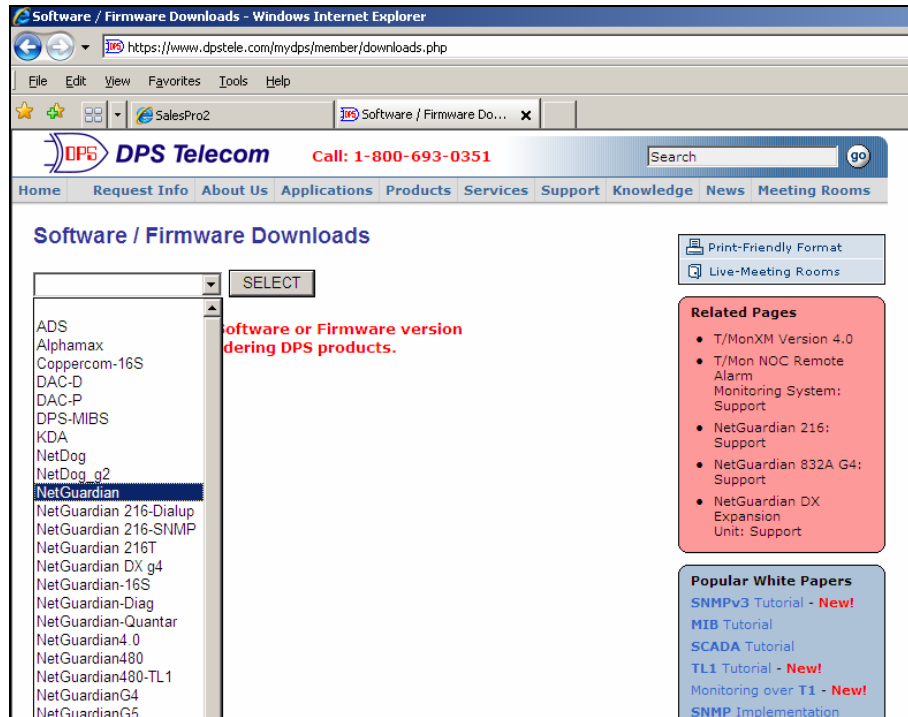 Software / Firmware Downloads - Windows Internet Explorer
https://www.dpstele.com/mydps/member/downloads.php
File Edit View Favorites Tools Help
SalesPro2
Software / Firmware Do...
DPS
DPS Telecom
Call: 1-800-693-0351
Search
go
Home Request Info About Us Applications Products Services Support Knowledge News Meeting Rooms
Software / Firmware Downloads
SELECT
Software or Firmware version
dering DPS products.
ADS
Alphamax
Coppercom-16S
DAC-D
DAC-P
DPS-MIBS
KDA
NetDog
NetDog_g2
NetGuardian
NetGuardian 216-Dialup
NetGuardian 216-SNMP
NetGuardian 216T
NetGuardian DX g4
NetGuardian-16S
NetGuardian-Diag
NetGuardian-Quantar
NetGuardian4.0
NetGuardian480
NetGuardian480-TL1
NetGuardianG4
NetGuardianG5
Print-Friendly Format
Live-Meeting Rooms
Related Pages
T/MonXM Version 4.0
T/Mon NOC Remote
Alarm
Monitoring System:
Support
NetGuardian 216:
Support
NetGuardian 832A G4:
Support
NetGuardian DX
Expansion
Unit: Support
Popular White Papers
SNMPv3 Tutorial - New!
MIB Tutorial
SCADA Tutorial
TL1 Tutorial - New!
Monitoring over T1 - New!
SNMP Implementation